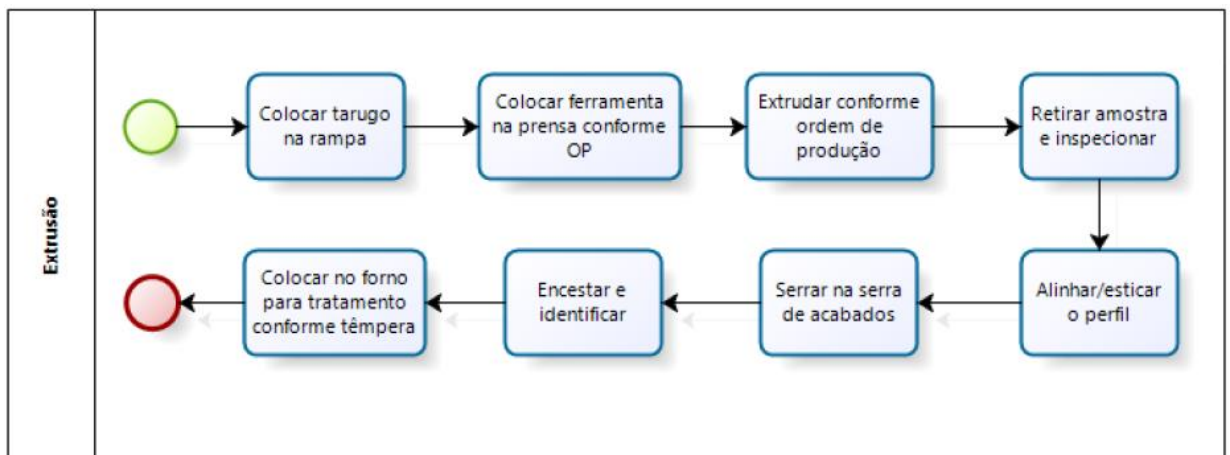 Extrusão
Colocar tarugo
na rampa
Colocar ferramenta
na prensa conforme
OP
Extrudar conforme
ordem de
produção
Retirar amostra
e inspecionar
Alinhar/esticar
o perfil
Serrar na serra
de acabados
Encestar e
identificar
Colocar no forno
para tratamento
conforme têmpera